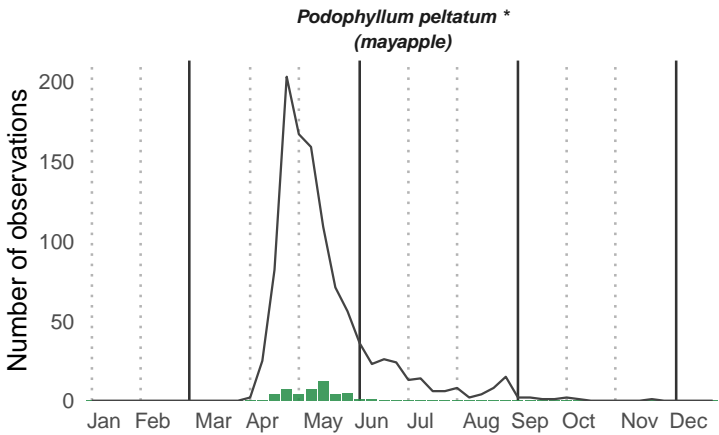 Podophyllum peltatum *
(mayapple)
Number of observations
200
150
100
50
0
Jan Feb Mar Apr May Jun Jul Aug Sep Oct Nov Dec